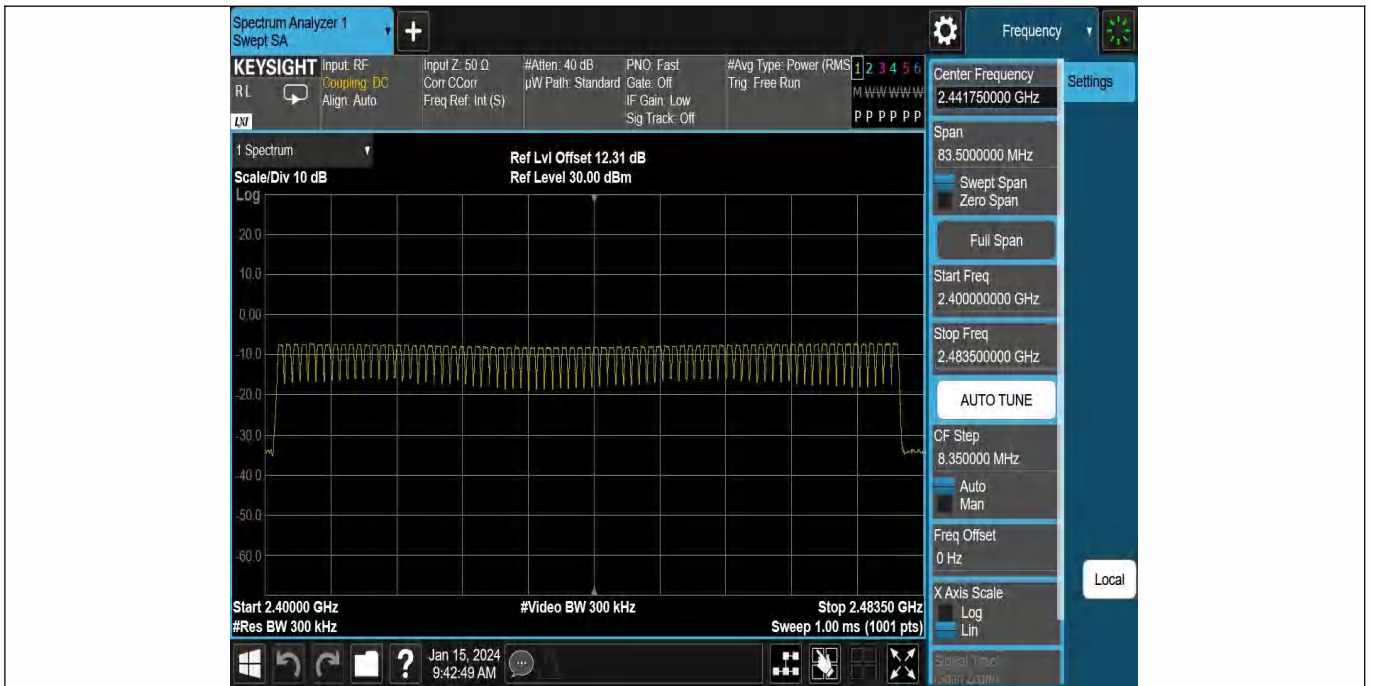 Spectrum Analyzer 1
Swept SA
+
Frequency
KEYSIGHT
RL
LXI
Input: RF
Coupling: DC
Align: Auto
Input Z: 50 Ω
Corr CCorr
Freq Ref: Int (S)
#Atten: 40 dB
µW Path: Standard
PNO: Fast
Gate: Off
IF Gain: Low
Sig Track: Off
#Avg Type: Power (RMS
Trig: Free Run
1 2 3 4 5 6
M W W W W W
P P P P P P
1 Spectrum
Scale/Div 10 dB
Ref Lvl Offset 12.31 dB
Ref Level 30.00 dBm
Log
20.0
10.0
0.00
-10.0
-20.0
-30.0
-40.0
-50.0
-60.0
Start 2.40000 GHz
#Res BW 300 kHz
#Video BW 300 kHz
Stop 2.48350 GHz
Sweep 1.00 ms (1001 pts)
Center Frequency
2.441750000 GHz
Settings
Span
83.5000000 MHz
Swept Span
Zero Span
Full Span
Start Freq
2.400000000 GHz
Stop Freq
2.483500000 GHz
AUTO TUNE
CF Step
8.350000 MHz
Auto
Man
Freq Offset
0 Hz
X Axis Scale
Log
Lin
Signal Track
(Span Zoom)
Local
?
Jan 15, 2024
9:42:49 AM